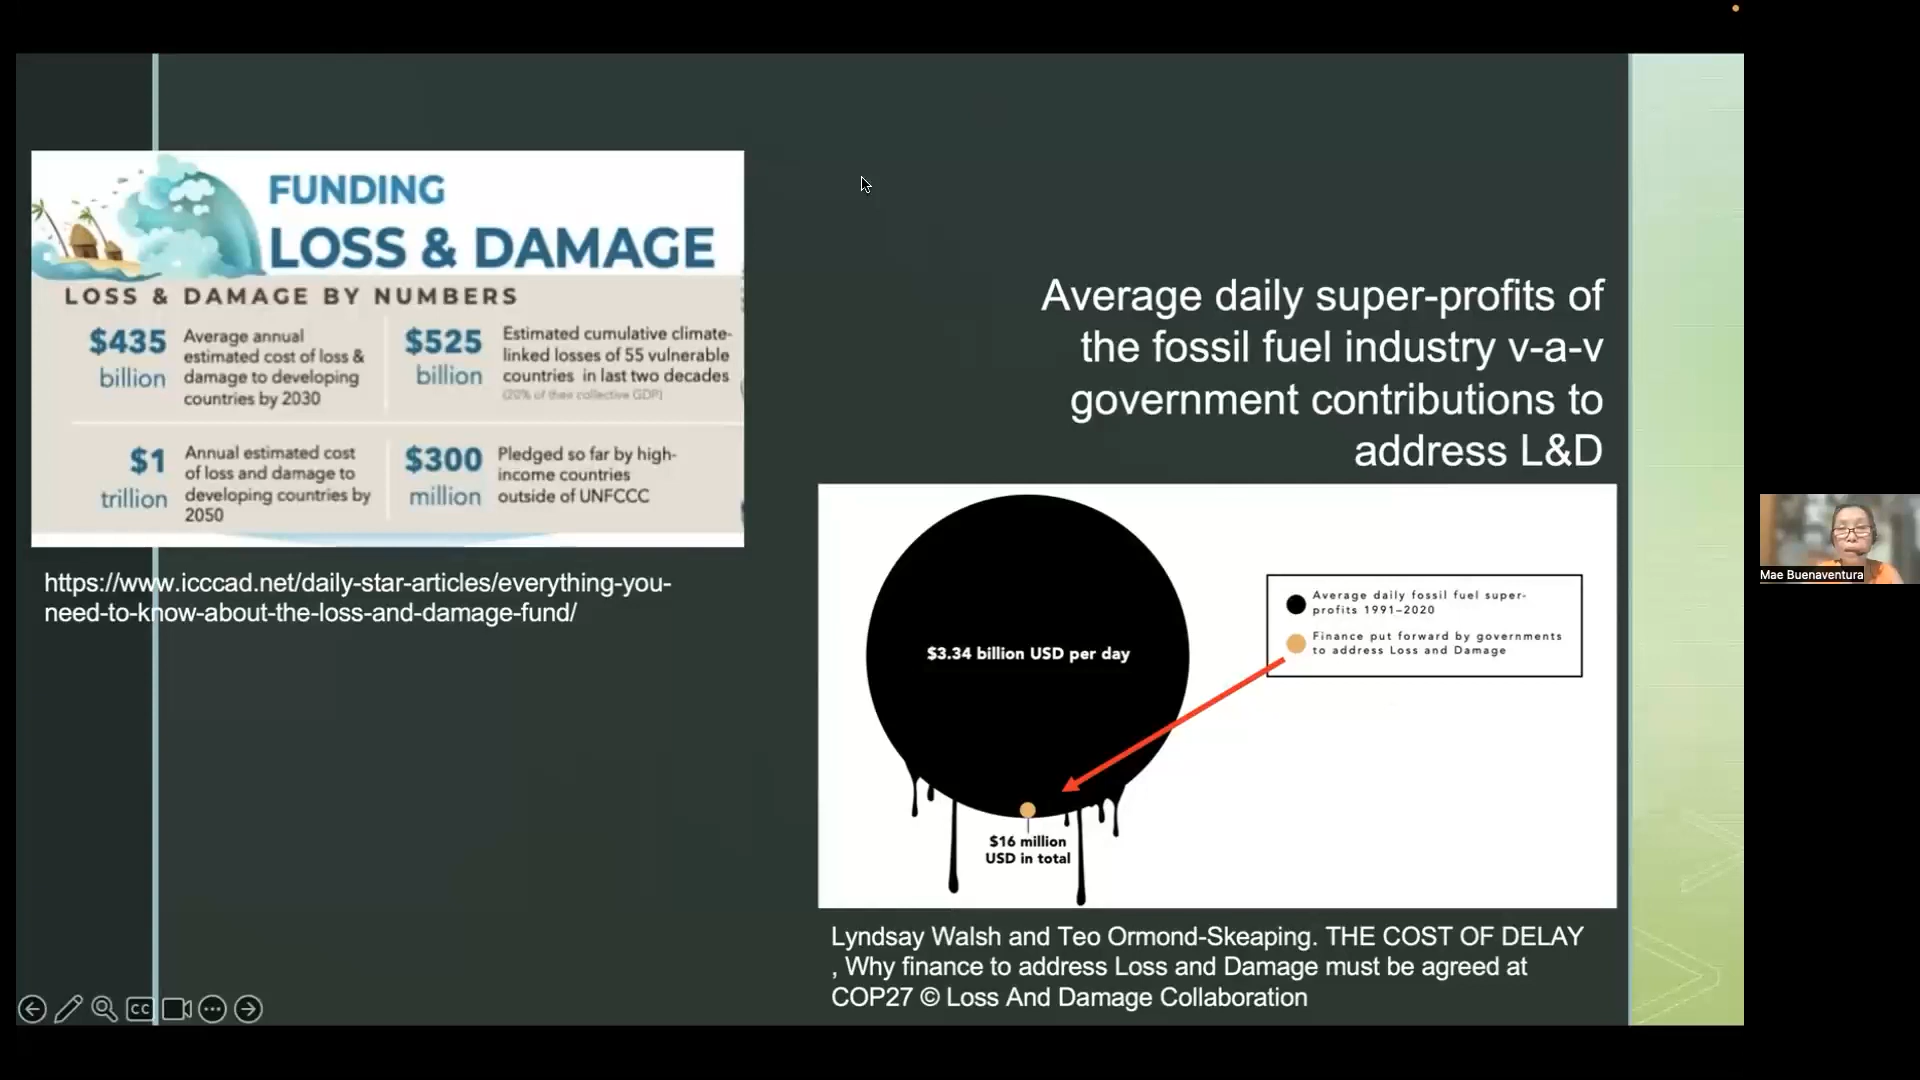 FUNDING
LOSS & DAMAGE
LOSS & DAMAGE BY NUMBERS
$435
billion
Average annual
estimated cost of loss &
damage to developing
countries by 2030
$525
billion
Estimated cumulative climate-
linked losses of 55 vulnerable
countries in last two decades
(20% of their collective GDP)
$1
trillion
Annual estimated cost
of loss and damage to
developing countries by
2050
$300
million
Pledged so far by high-
income countries
outside of UNFCCC
https://www.icccad.net/daily-star-articles/everything-you-
need-to-know-about-the-loss-and-damage-fund/
Average daily super-profits of
the fossil fuel industry v-a-v
government contributions to
address L&D
$3.34 billion USD per day
Average daily fossil fuel super-
profits 1991–2020
Finance put forward by governments
to address Loss and Damage
$16 million
USD in total
Lyndsay Walsh and Teo Ormond-Skeaping. THE COST OF DELAY
, Why finance to address Loss and Damage must be agreed at
COP27 © Loss And Damage Collaboration
Mae Buenaventura
CC